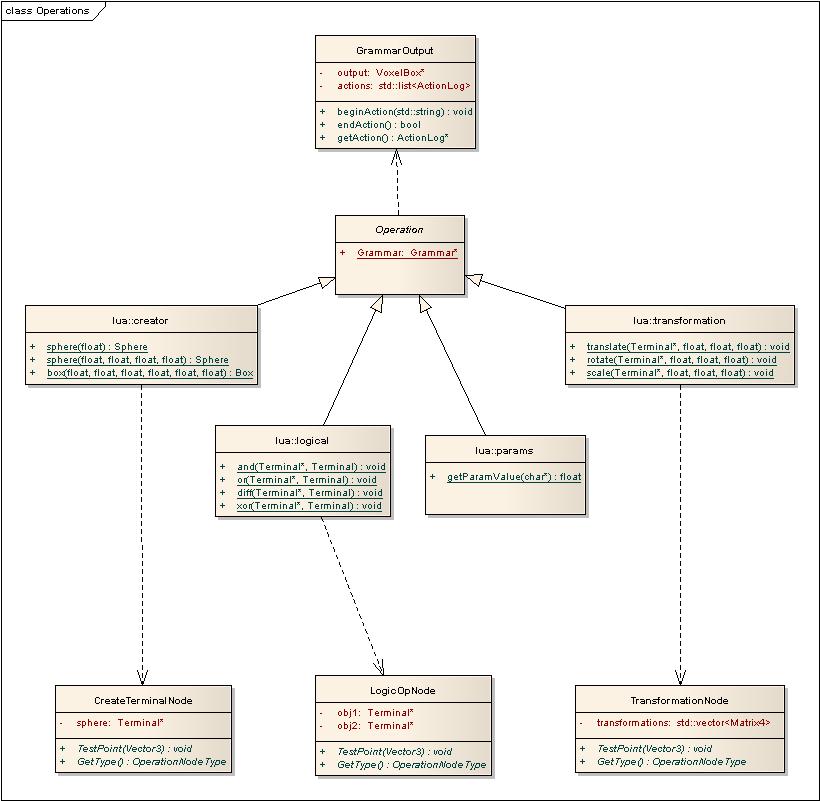 class Operations
GrammarOutput
- output: VoxelBox*
- actions: std::list<ActionLog>
+ beginAction(std::string) : void
+ endAction() : bool
+ getAction() : ActionLog*
Operation
+ Grammar: Grammar*
lua::creator
+ sphere(float) : Sphere
+ sphere(float, float, float, float) : Sphere
+ box(float, float, float, float, float, float) : Box
lua::transformation
+ translate(Terminal*, float, float, float) : void
+ rotate(Terminal*, float, float, float) : void
+ scale(Terminal*, float, float, float) : void
lua::logical
+ and(Terminal*, Terminal) : void
+ or(Terminal*, Terminal) : void
+ diff(Terminal*, Terminal) : void
+ xor(Terminal*, Terminal) : void
lua::params
+ getParamValue(char*) : float
CreateTerminalNode
- sphere: Terminal*
+ TestPoint(Vector3) : void
+ GetType() : OperationNodeType
LogicOpNode
- obj1: Terminal*
- obj2: Terminal*
+ TestPoint(Vector3) : void
+ GetType() : OperationNodeType
TransformationNode
- transformations: std::vector<Matrix4>
+ TestPoint(Vector3) : void
+ GetType() : OperationNodeType